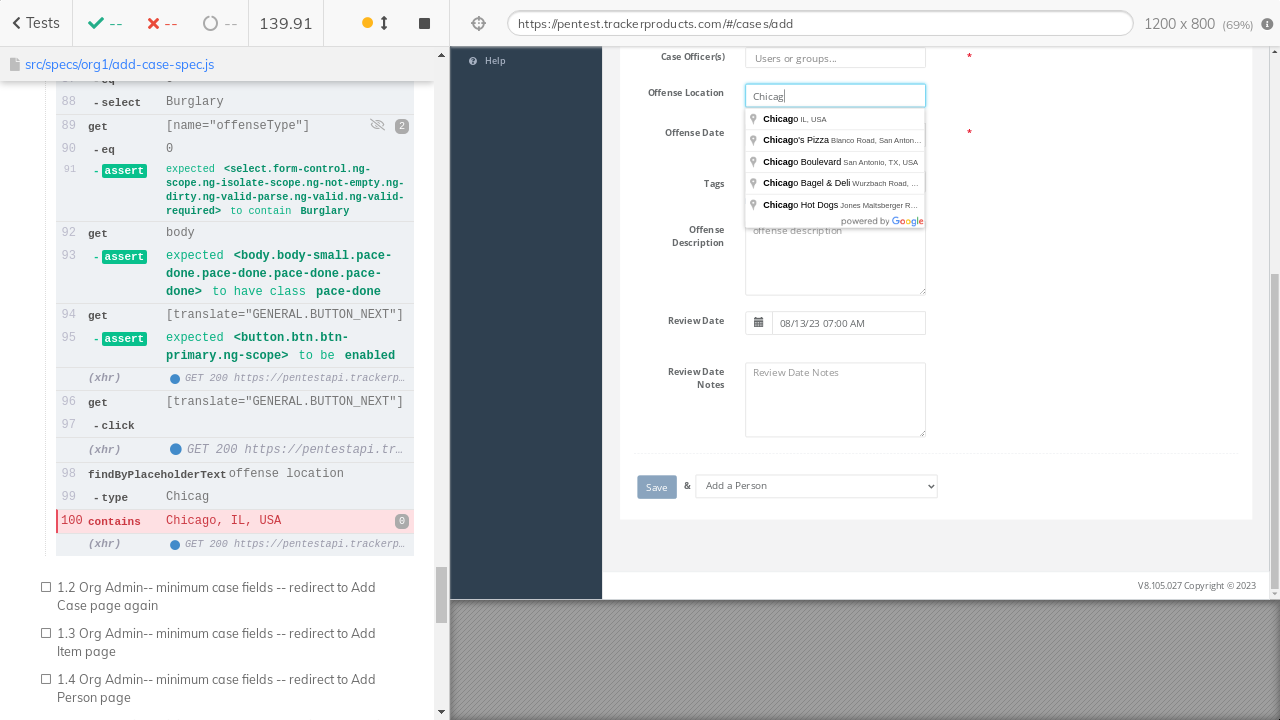 Tests
--
--
--
139.91
https://pentest.trackerproducts.com/#/cases/add
1200 x 800 (69%)
src/specs/org1/add-case-spec.js
88 - select Burglary
89 get [name="offenseType"] 2
90 - eq 0
91 - assert expected <select.form-control.ng-
scope.ng-isolate-scope.ng-not-empty.ng-
dirty.ng-valid-parse.ng-valid.ng-valid-
required> to contain Burglary
92 get body
93 - assert expected <body.body-small.pace-
done.pace-done.pace-done.pace-
done> to have class pace-done
94 get [translate="GENERAL.BUTTON_NEXT"]
95 - assert expected <button.btn.btn-
primary.ng-scope> to be enabled
(xhr) GET 200 https://pentestapi.trackerp…
96 get [translate="GENERAL.BUTTON_NEXT"]
97 - click
(xhr) GET 200 https://pentestapi.tr…
98 findByPlaceholderText offense location
99 - type Chicag
100 contains Chicago, IL, USA 0
(xhr) GET 200 https://pentestapi.trackerp…
1.2 Org Admin-- minimum case fields -- redirect to Add
Case page again
1.3 Org Admin-- minimum case fields -- redirect to Add
Item page
1.4 Org Admin-- minimum case fields -- redirect to Add
Person page
Help
Case Officer(s) Users or groups... *
Offense Location Chicag
Chicago IL, USA
Offense Date *
Chicago's Pizza Blanco Road, San Anton…
Chicago Boulevard San Antonio, TX, USA
Tags
Chicago Bagel & Deli Wurzbach Road, …
Chicago Hot Dogs Jones Maltsberger R…
powered by Google
Offense
Description
offense description
Review Date 08/13/23 07:00 AM
Review Date
Notes
Review Date Notes
Save & Add a Person
V8.105.027 Copyright © 2023